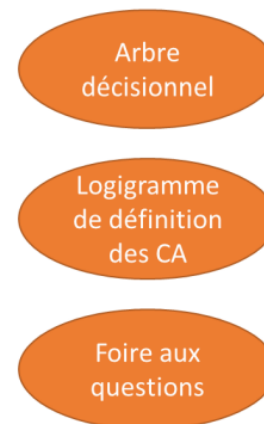 Arbre
décisionnel
Logigramme
de définition
des CA
Foire aux
questions